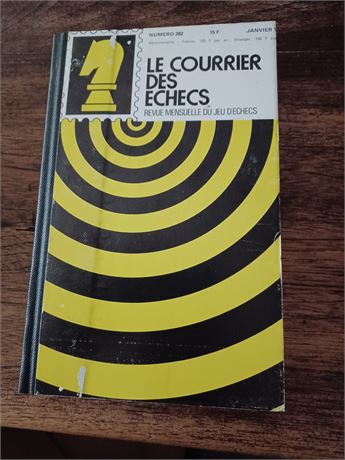 NUMERO 362 15 F JANVIER
LE COURRIER
DES
ECHECS
REVUE MENSUELLE DU JEU D'ECHECS